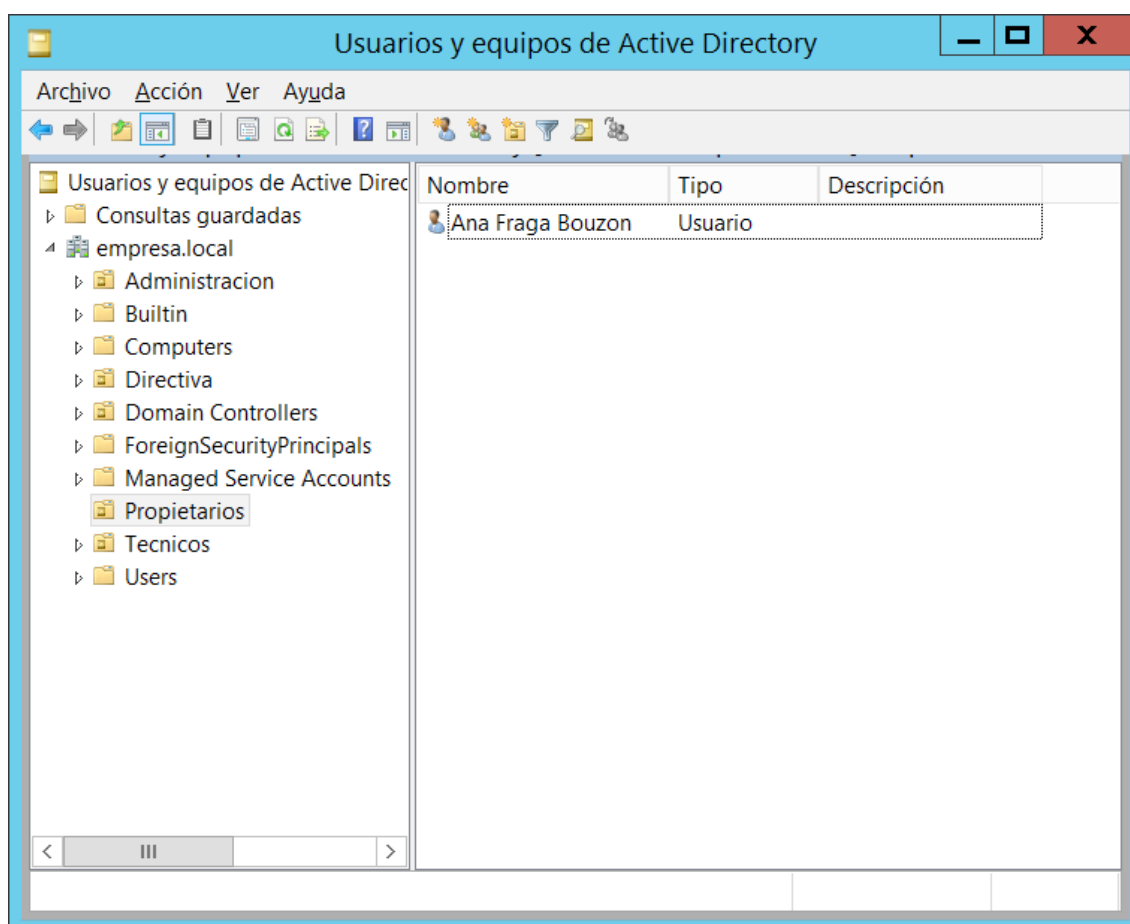 Usuarios y equipos de Active Directory
Archivo Acción Ver Ayuda
Usuarios y equipos de Active Direc
Consultas guardadas
empresa.local
Administracion
Builtin
Computers
Directiva
Domain Controllers
ForeignSecurityPrincipals
Managed Service Accounts
Propietarios
Tecnicos
Users
Nombre Tipo Descripción
Ana Fraga Bouzon Usuario